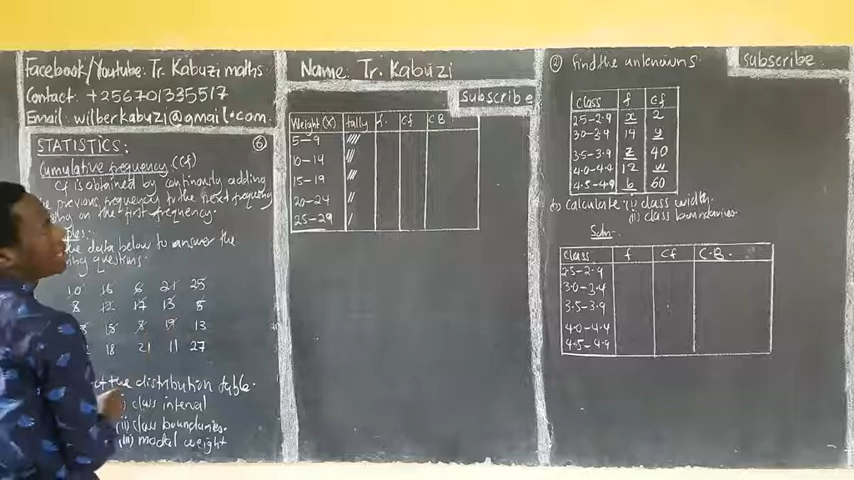 Facebook/Youtube: Tr. Kabuzi maths.
Contact: +256701335517
Email: wilberkabuzi@gmail.com
STATISTICS:
6
Cumulative frequency (Cf)
Cf is obtained by continously adding
the previous frequency to the next frequency
on the first frequency.
data below to answer the
questions.
10 16 6 21 25
8 12 17 13 5
15 8 19 13
18 21 11 27
the distribution table.
class interval
(ii) class boundaries.
(iii) modal weight
Name: Tr. Kabuzi
Subscribe
Weight (X) tally f. Cf CB
5-9 ////
10-14
15-19
20-24 //
25-29 /
② Find the unknowns
Subscribe
Class f cf
2.5-2.9 x 2
3.0-3.4 14 y
3.5-3.9 z 40
4.0-4.4 12 w
4.5-4.9 b 60
b) Calculate (i) class width
(ii) class boundaries.
Soln.
Class f Cf C.B.
2.5-2.9
3.0-3.4
3.5-3.9
4.0-4.4
4.5-4.9